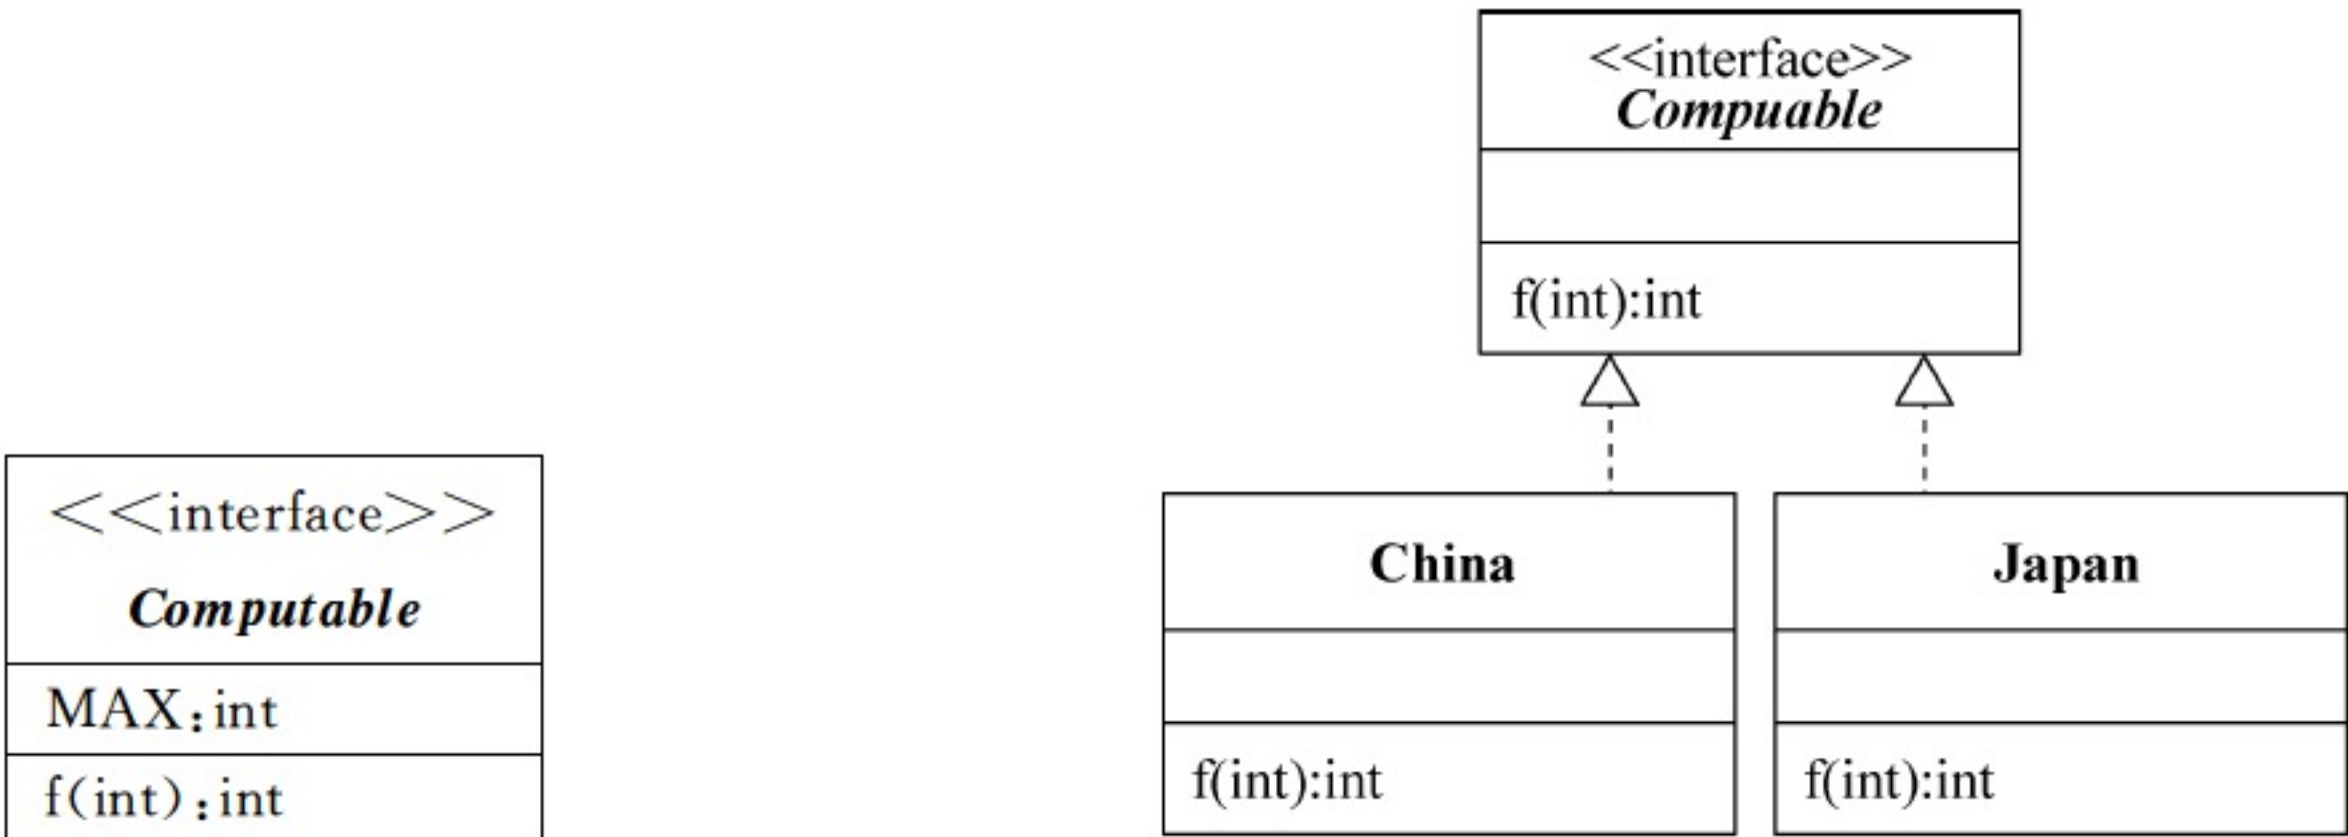 <<interface>>
Computable
MAX:int
f(int):int
<<interface>>
Compuable
f(int):int
China
f(int):int
Japan
f(int):int